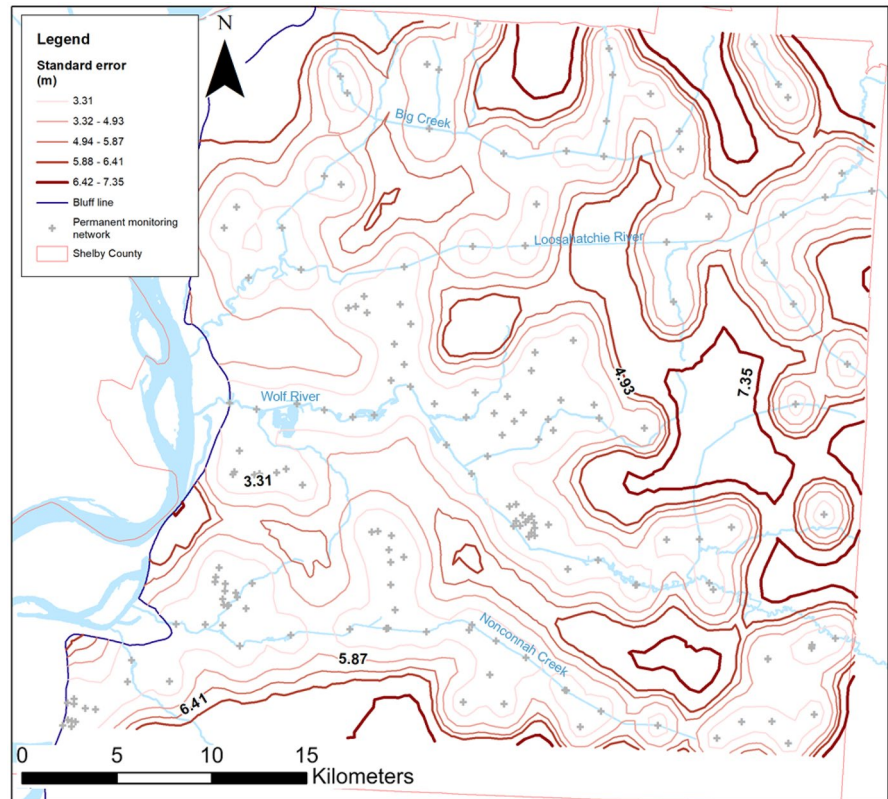 Legend
Standard error
(m)
3.31
3.32 - 4.93
4.94 - 5.87
5.88 - 6.41
6.42 - 7.35
Bluff line
Permanent monitoring
network
Shelby County
N
Big Creek
Loosahatchie River
Wolf River
4.93
7.35
3.31
Nonconnah Creek
5.87
6.41
0 5 10 15
Kilometers